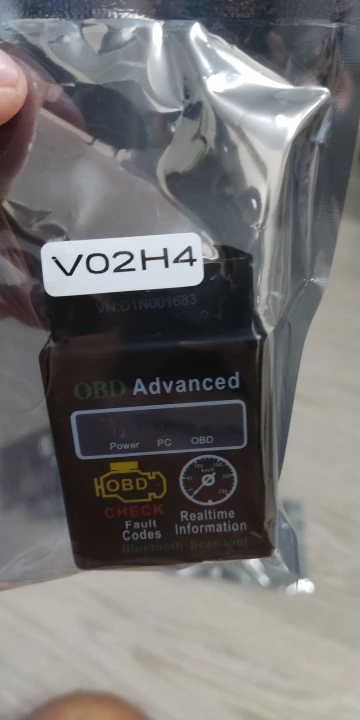 V02H4
VN:D1N001683
OBD Advanced
Power PC OBD
OBD
CHECK
Fault
Codes
Realtime
Information
Bluetooth Scan tool